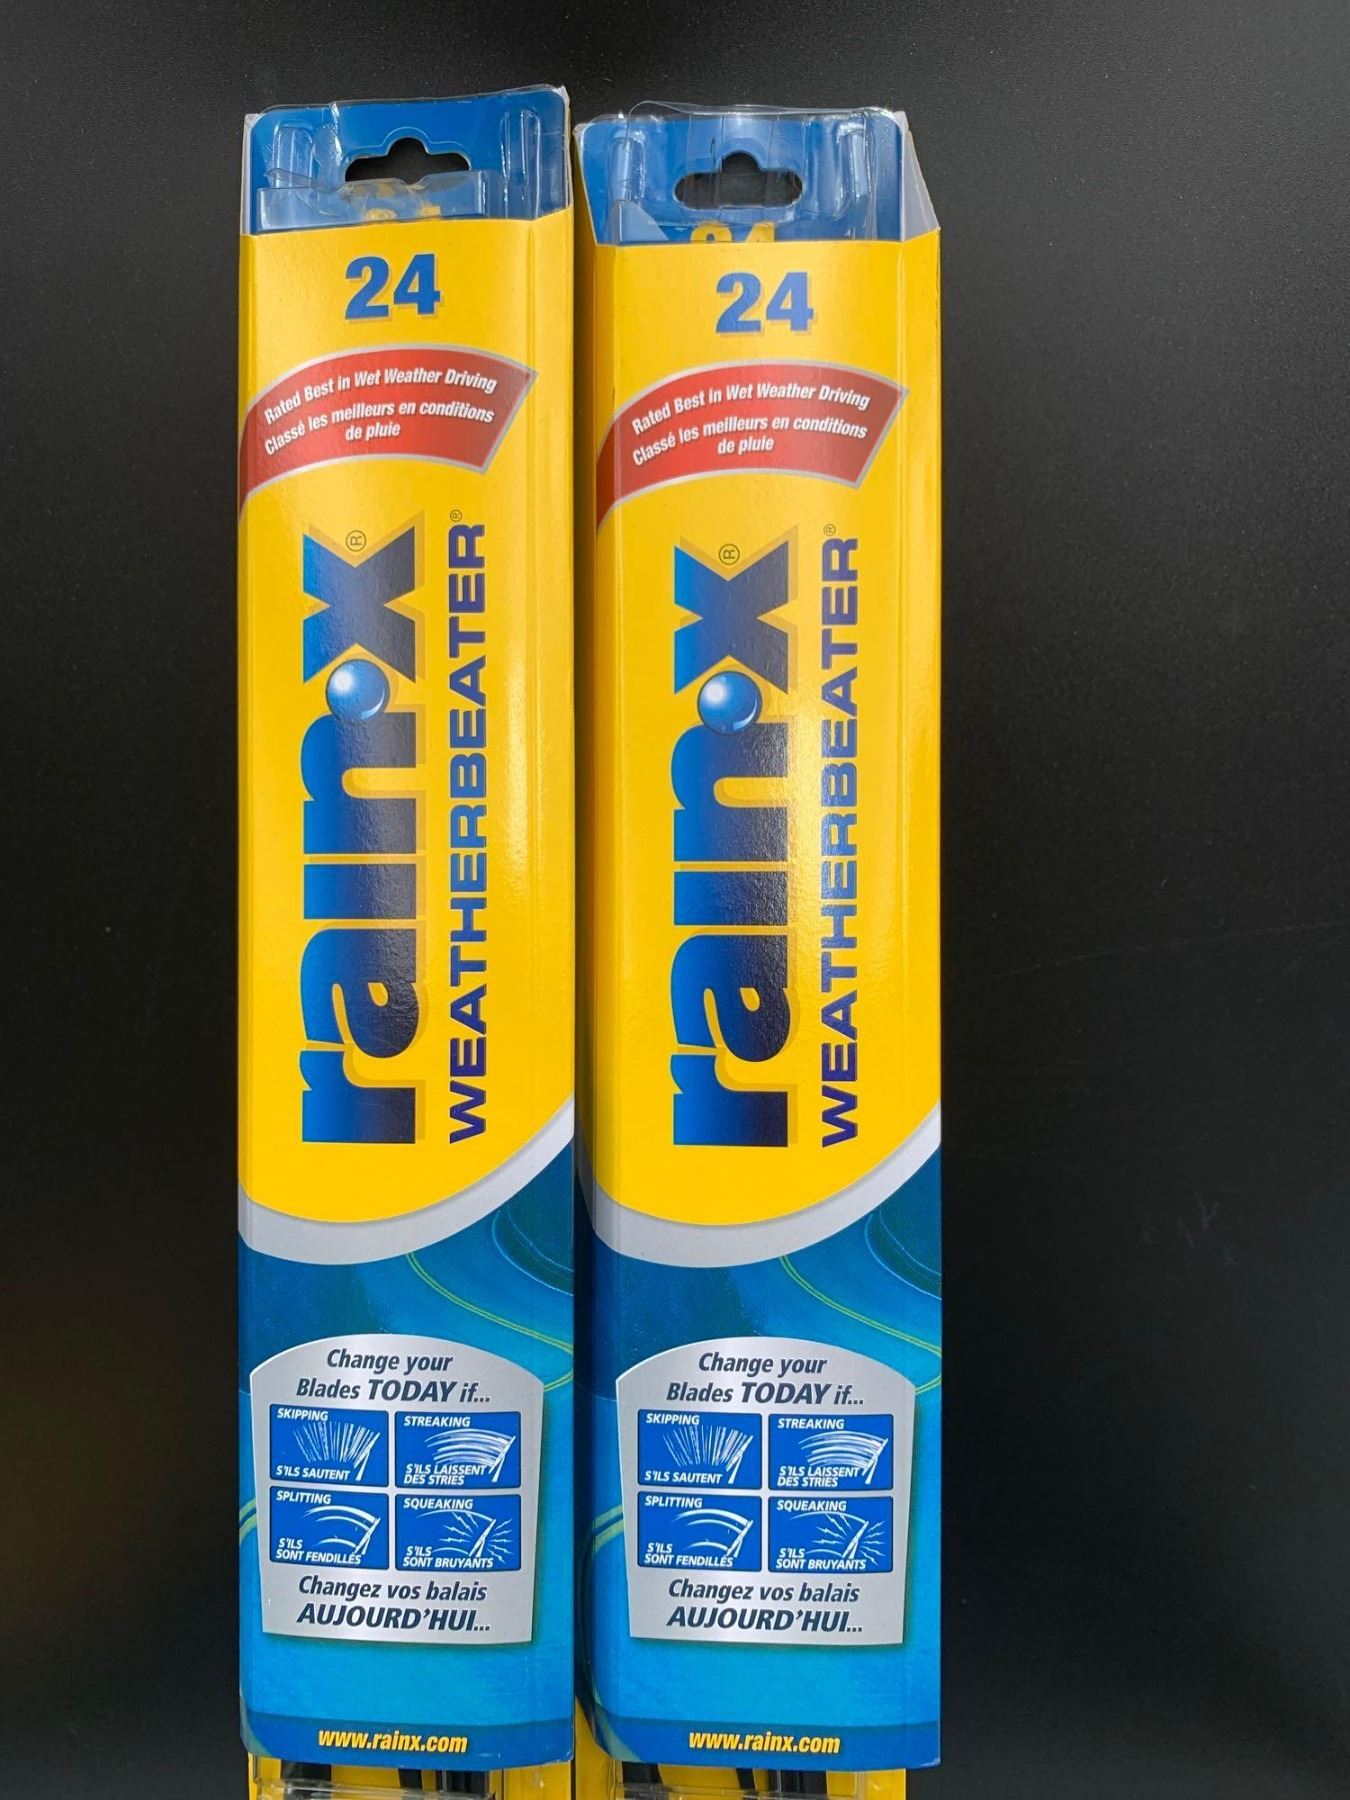 24
Rated Best in Wet Weather Driving
Classé les meilleurs en conditions
de pluie
rain-x®
WEATHERBEATER®
Change your
Blades TODAY if...
SKIPPING
S'ILS SAUTENT
STREAKING
S'ILS LAISSENT
DES STRIES
SPLITTING
S'ILS
SONT FENDILLÉS
SQUEAKING
S'ILS
SONT BRUYANTS
Changez vos balais
AUJOURD'HUI...
www.rainx.com
24
24
Rated Best in Wet Weather Driving
Classé les meilleurs en conditions
de pluie
rain-x®
WEATHERBEATER®
Change your
Blades TODAY if...
SKIPPING
S'ILS SAUTENT
STREAKING
S'ILS LAISSENT
DES STRIES
SPLITTING
S'ILS
SONT FENDILLÉS
SQUEAKING
S'ILS
SONT BRUYANTS
Changez vos balais
AUJOURD'HUI...
www.rainx.com